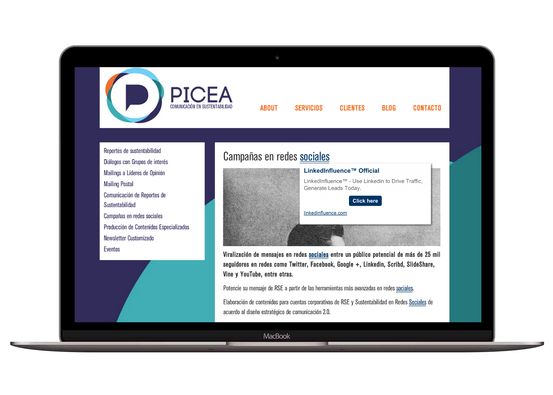 PICEA
COMUNICACIÓN EN SUSTENTABILIDAD
ABOUT SERVICIOS CLIENTES BLOG CONTACTO
Reportes de sustentabilidad
Diálogos con Grupos de interés
Mailings a Líderes de Opinión
Mailing Postal
Comunicación de Reportes de
Sustentabilidad
Campañas en redes sociales
Producción de Contenidos Especializados
Newsletter Customizado
Eventos
Campañas en redes sociales
LinkedInfluence™ Official
LinkedInfluence™ - Use Linkedin to Drive Traffic,
Generate Leads Today.
Click here
linkedinfluence.com
Viralización de mensajes en redes sociales entre un público potencial de más de 25 mil
seguidores en redes como Twitter, Facebook, Google +, Linkedin, Scribd, SlideShare,
Vine y YouTube, entre otras.
Potencie su mensaje de RSE a partir de las herramientas más avanzadas en redes sociales.
Elaboración de contenidos para cuentas corporativas de RSE y Sustentabilidad en Redes Sociales de
acuerdo al diseño estratégico de comunicación 2.0.
MacBook